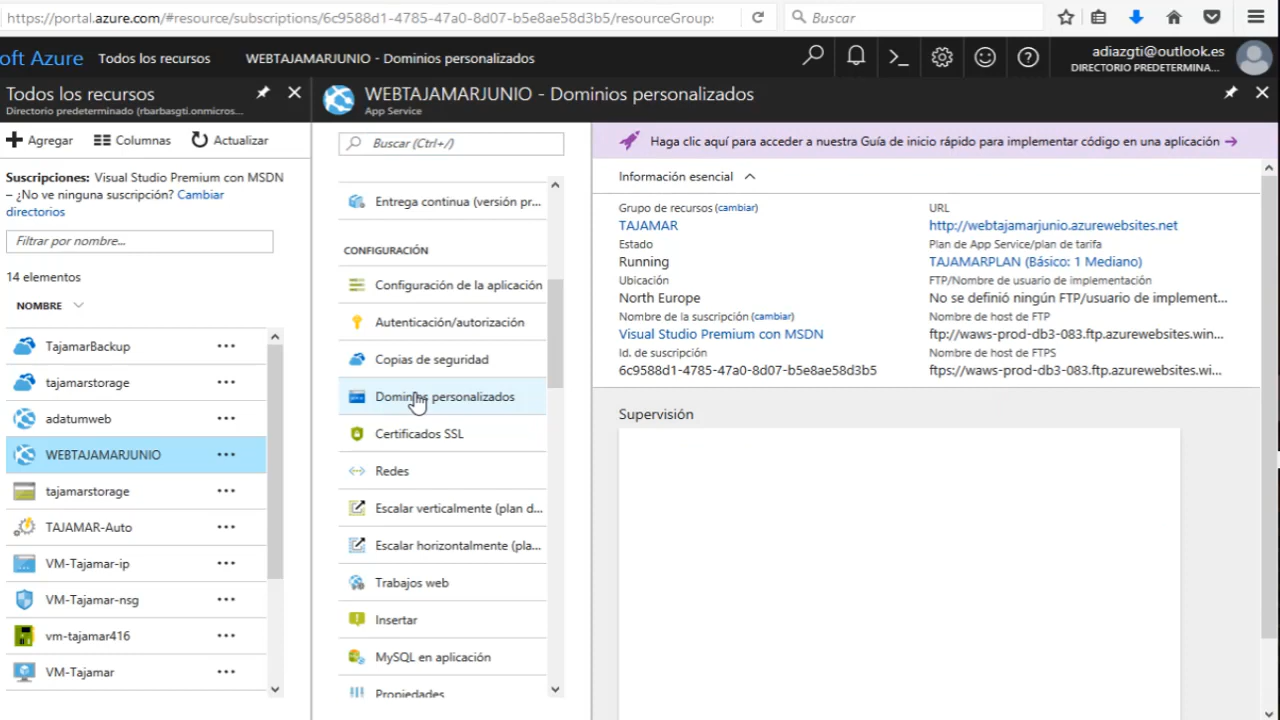 https://portal.azure.com/#resource/subscriptions/6c9588d1-4785-47a0-8d07-b5e8ae58d3b5/resourceGroup:
Buscar
oft Azure
Todos los recursos
WEBTAJAMARJUNIO - Dominios personalizados
adiazgti@outlook.es
DIRECTORIO PREDETERMINA...
Todos los recursos
Directorio predeterminado (rbarbasgti.onmicros...
Agregar
Columnas
Actualizar
Suscripciones: Visual Studio Premium con MSDN
– ¿No ve ninguna suscripción? Cambiar
directorios
Filtrar por nombre...
14 elementos
NOMBRE
TajamarBackup
tajamarstorage
adatumweb
WEBTAJAMARJUNIO
tajamarstorage
TAJAMAR-Auto
VM-Tajamar-ip
VM-Tajamar-nsg
vm-tajamar416
VM-Tajamar
WEBTAJAMARJUNIO - Dominios personalizados
App Service
Buscar (Ctrl+/)
Entrega continua (versión pr...
CONFIGURACIÓN
Configuración de la aplicación
Autenticación/autorización
Copias de seguridad
Dominios personalizados
Certificados SSL
Redes
Escalar verticalmente (plan d...
Escalar horizontalmente (pla...
Trabajos web
Insertar
MySQL en aplicación
Propiedades
Haga clic aquí para acceder a nuestra Guía de inicio rápido para implementar código en una aplicación
Información esencial
Grupo de recursos (cambiar)
TAJAMAR
Estado
Running
Ubicación
North Europe
Nombre de la suscripción (cambiar)
Visual Studio Premium con MSDN
Id. de suscripción
6c9588d1-4785-47a0-8d07-b5e8ae58d3b5
URL
http://webtajamarjunio.azurewebsites.net
Plan de App Service/plan de tarifa
TAJAMARPLAN (Básico: 1 Mediano)
FTP/Nombre de usuario de implementación
No se definió ningún FTP/usuario de implement...
Nombre de host de FTP
ftp://waws-prod-db3-083.ftp.azurewebsites.win...
Nombre de host de FTPS
ftps://waws-prod-db3-083.ftp.azurewebsites.wi...
Supervisión